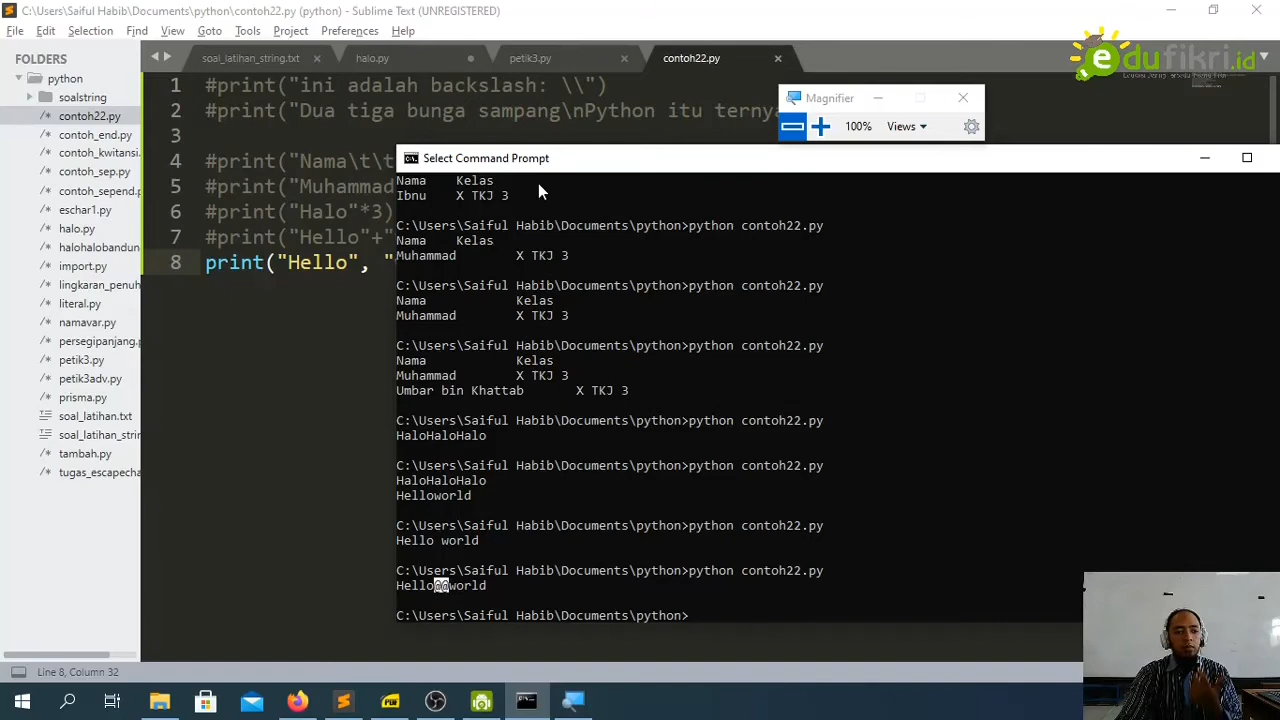 C:\Users\Saiful Habib\Documents\python\contoh22.py (python) - Sublime Text (UNREGISTERED)
File Edit Selection Find View Goto Tools Project Preferences Help
FOLDERS
python
soalstring
contoh22.py
contoh_end.py
contoh_kwitansi.
contoh_sep.py
contoh_sepend.p
eschar1.py
halo.py
halohalobandun
import.py
lingkaran_penuh
literal.py
namavar.py
persegipanjang.
petik3.py
petik3adv.py
prisma.py
soal_latihan.txt
soal_latihan_strin
tambah.py
tugas_escapecha
soal_latihan_string.txt halo.py petik3.py contoh22.py
edufikri.id
1 #print("ini adalah backslash: \\")
2 #print("Dua tiga bunga sampang\nPython itu ternya
3
4 #print("Nama\t\t
5 #print("Muhammad
6 #print("Halo"*3)
7 #print("Hello"+"
8 print("Hello", "
Magnifier
100% Views
Select Command Prompt
Nama Kelas
Ibnu X TKJ 3
C:\Users\Saiful Habib\Documents\python>python contoh22.py
Nama Kelas
Muhammad X TKJ 3
C:\Users\Saiful Habib\Documents\python>python contoh22.py
Nama Kelas
Muhammad X TKJ 3
C:\Users\Saiful Habib\Documents\python>python contoh22.py
Nama Kelas
Muhammad X TKJ 3
Umbar bin Khattab X TKJ 3
C:\Users\Saiful Habib\Documents\python>python contoh22.py
HaloHaloHalo
C:\Users\Saiful Habib\Documents\python>python contoh22.py
HaloHaloHalo
Helloworld
C:\Users\Saiful Habib\Documents\python>python contoh22.py
Hello world
C:\Users\Saiful Habib\Documents\python>python contoh22.py
Hello@@world
C:\Users\Saiful Habib\Documents\python>
Line 8, Column 32